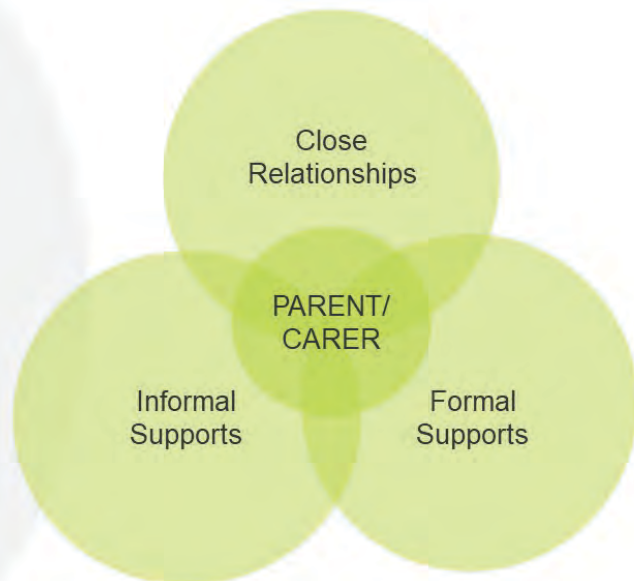 Close
Relationships
PARENT/
CARER
Informal
Supports
Formal
Supports